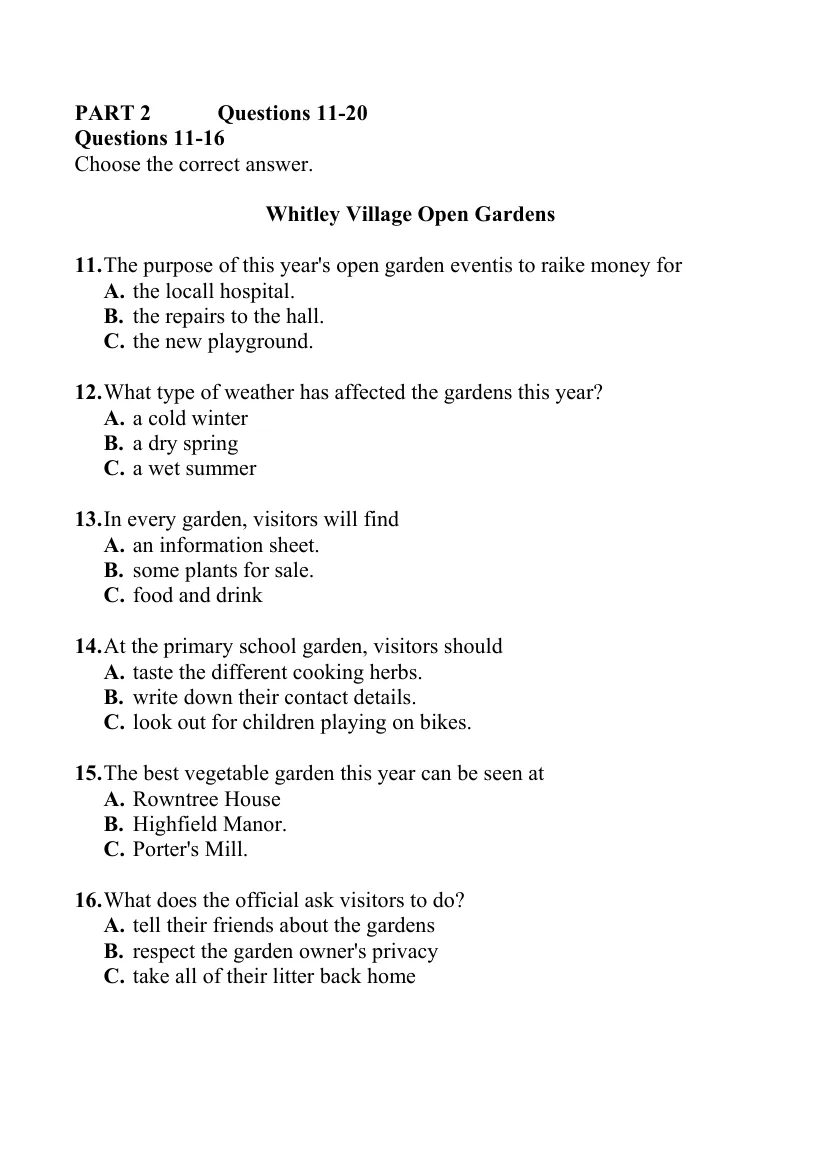 PART 2 Questions 11-20
Questions 11-16
Choose the correct answer.
Whitley Village Open Gardens
11. The purpose of this year's open garden eventis to raike money for
A. the locall hospital.
B. the repairs to the hall.
C. the new playground.
12. What type of weather has affected the gardens this year?
A. a cold winter
B. a dry spring
C. a wet summer
13. In every garden, visitors will find
A. an information sheet.
B. some plants for sale.
C. food and drink
14. At the primary school garden, visitors should
A. taste the different cooking herbs.
B. write down their contact details.
C. look out for children playing on bikes.
15. The best vegetable garden this year can be seen at
A. Rowntree House
B. Highfield Manor.
C. Porter's Mill.
16. What does the official ask visitors to do?
A. tell their friends about the gardens
B. respect the garden owner's privacy
C. take all of their litter back home